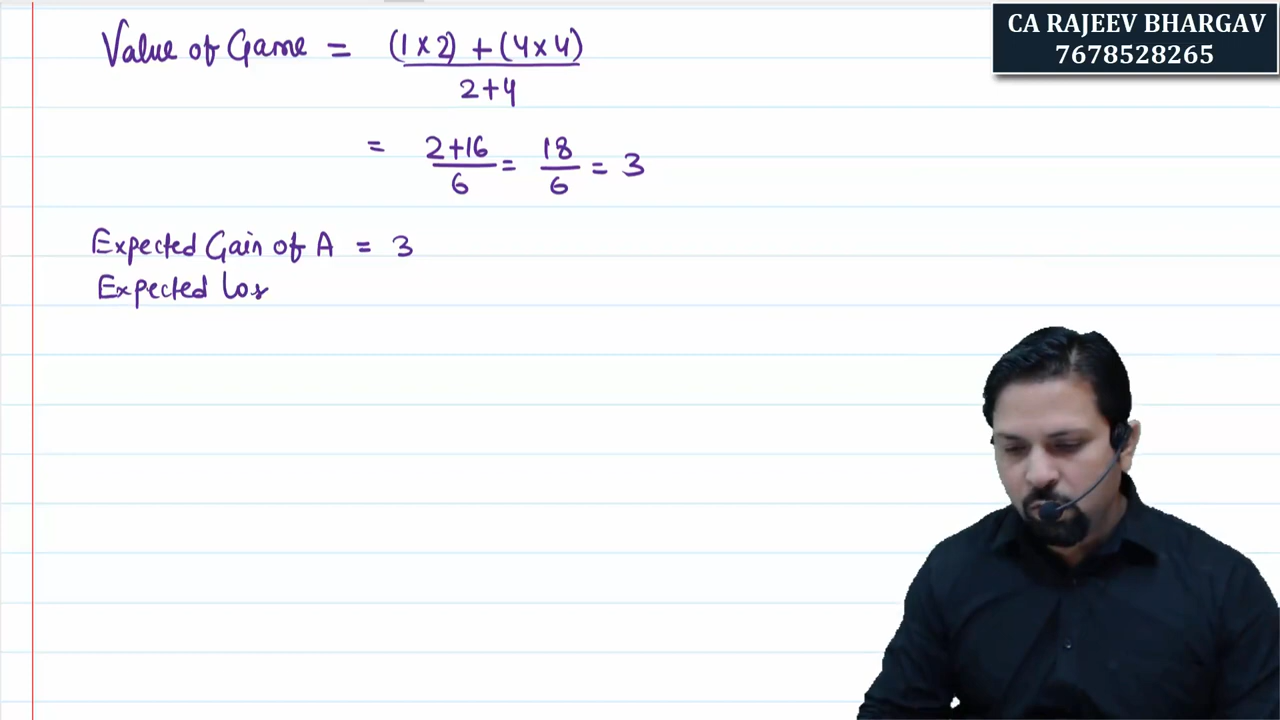 CA RAJEEV BHARGAV
7678528265
Value of Game = (1 x 2) + (4 x 4)
2+4
= 2+16 = 18 = 3
6 6
Expected Gain of A = 3
Expected Los